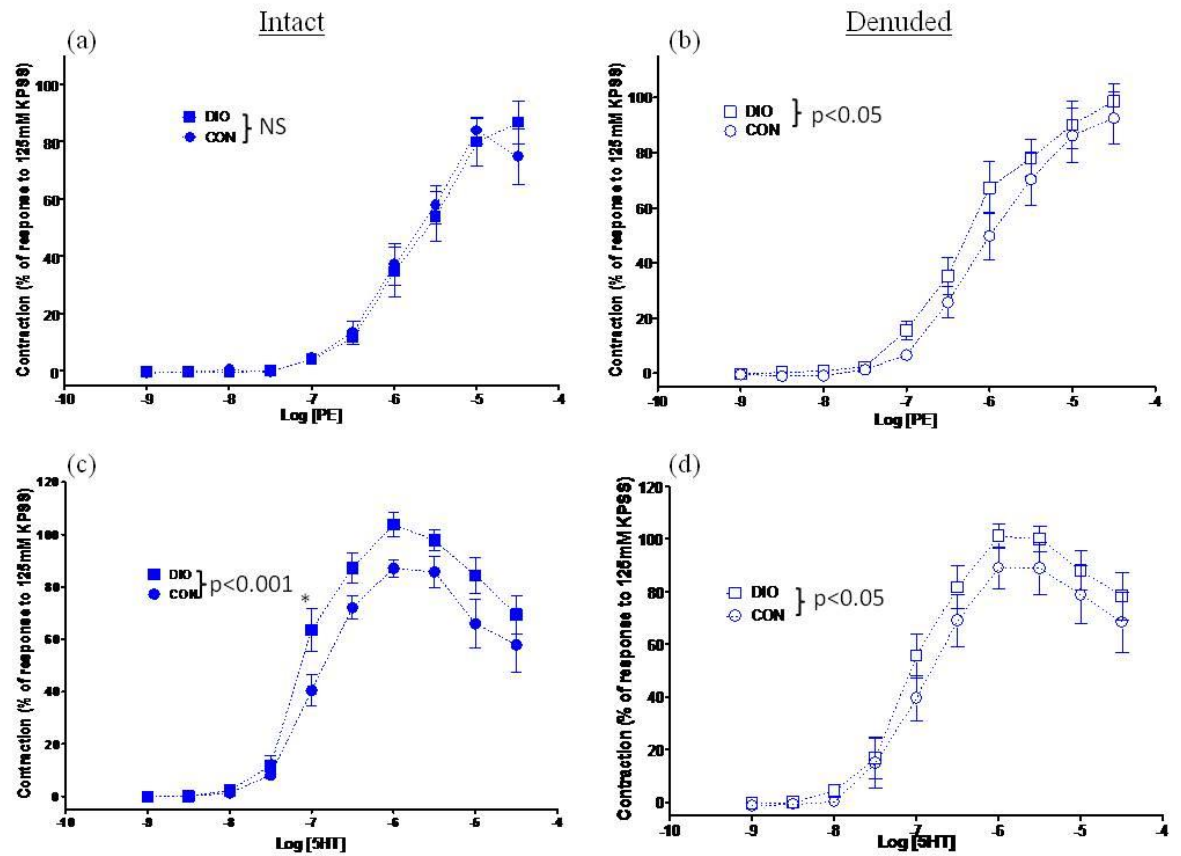 Intact
Denuded
(a)
Contraction (% of response to 125mM KPSS)
100
80
60
40
20
0
DIO
CON
NS
-10
-9
-8
-7
-6
-5
-4
Log [PE]
(b)
Contraction (% of response to 125mM KPSS)
100
80
60
40
20
0
DIO
CON
p<0.05
-10
-9
-8
-7
-6
-5
-4
Log [PE]
(c)
Contraction (% of response to 125mM KPSS)
120
100
80
60
40
20
0
DIO
CON
p<0.001
*
-10
-9
-8
-7
-6
-5
-4
Log [5HT]
(d)
Contraction (% of response to 125mM KPSS)
120
100
80
60
40
20
0
DIO
CON
p<0.05
-10
-9
-8
-7
-6
-5
-4
Log [5HT]